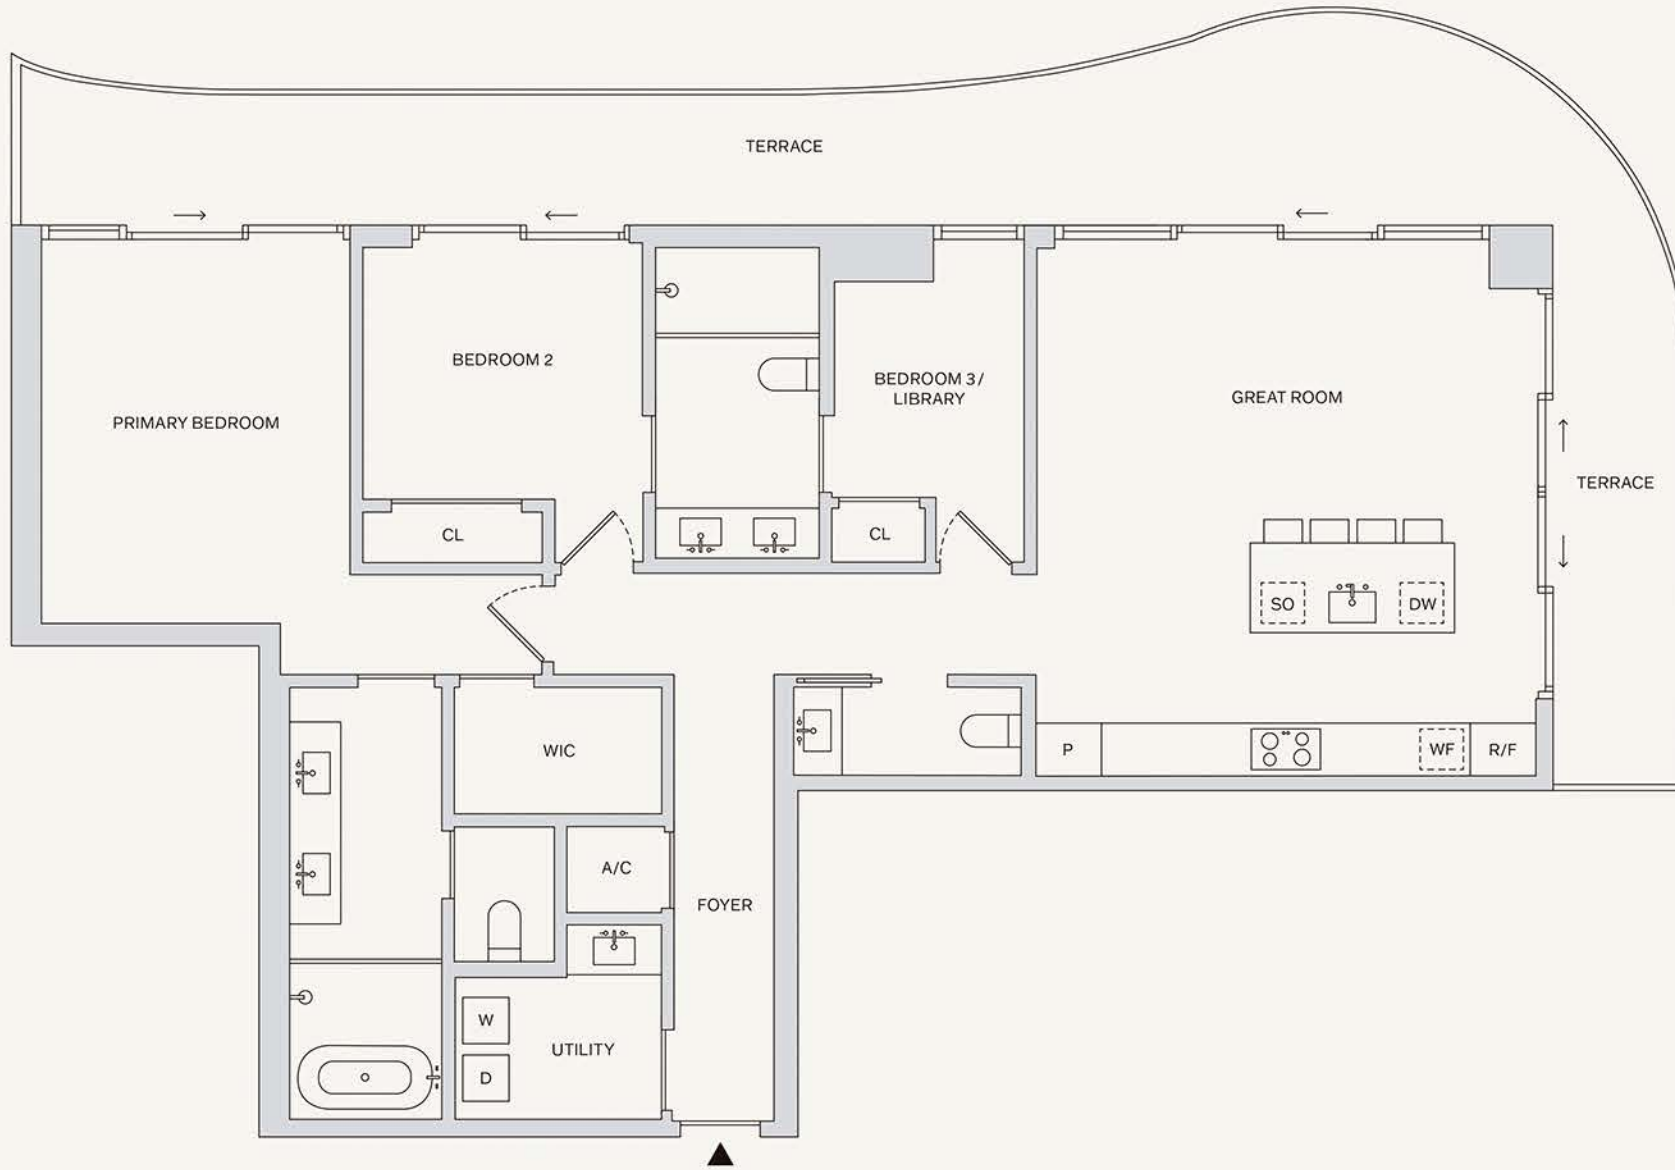 TERRACE
BEDROOM 2
BEDROOM 3/
LIBRARY
GREAT ROOM
PRIMARY BEDROOM
TERRACE
CL
CL
SO
DW
WIC
P
WF
R/F
A/C
FOYER
W
UTILITY
D